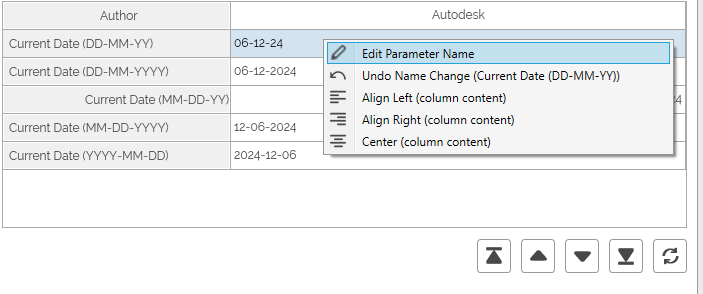 Author Autodesk
Current Date (DD-MM-YY) 06-12-24
Edit Parameter Name
Current Date (DD-MM-YYYY) 06-12-2024
Undo Name Change (Current Date (DD-MM-YY))
Current Date (MM-DD-YY) 24
Align Left (column content)
Align Right (column content)
Current Date (MM-DD-YYYY) 12-06-2024
Center (column content)
Current Date (YYYY-MM-DD) 2024-12-06